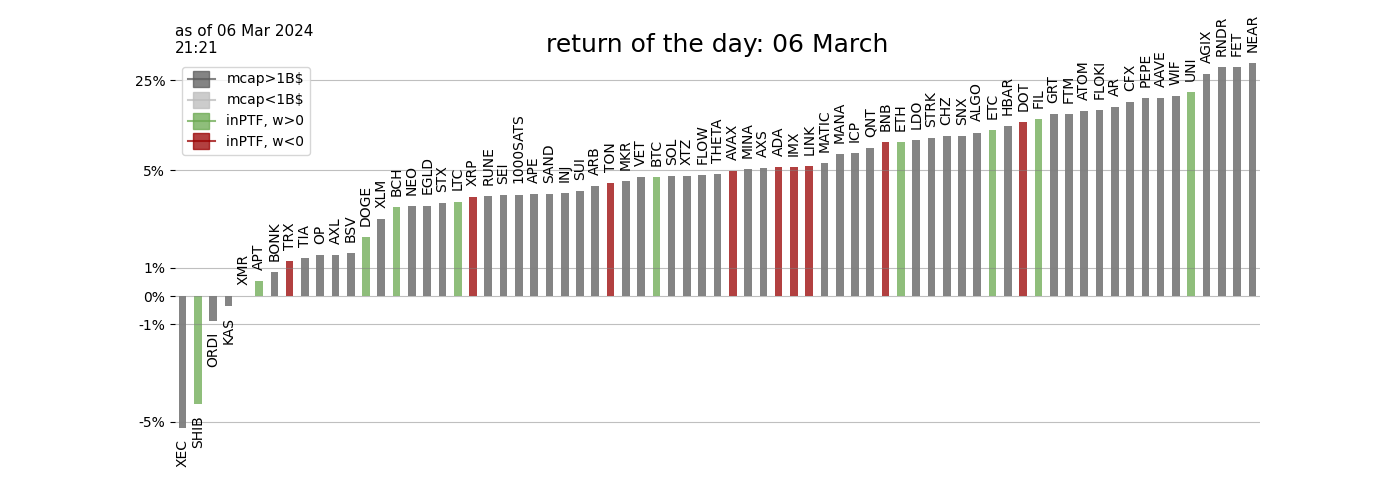 as of 06 Mar 2024
21:21
return of the day: 06 March
mcap>1B$
mcap<1B$
inPTF, w>0
inPTF, w<0
25%
5%
1%
0%
-1%
-5%
XEC
SHIB
ORDI
KAS
XMR
APT
BONK
TRX
TIA
OP
AXL
BSV
DOGE
XLM
BCH
NEO
EGLD
STX
LTC
XRP
RUNE
SEI
1000SATS
APE
SAND
INJ
SUI
ARB
TON
MKR
VET
BTC
SOL
XTZ
FLOW
THETA
AVAX
MINA
AXS
ADA
IMX
LINK
MATIC
MANA
ICP
QNT
BNB
ETH
LDO
STRK
CHZ
SNX
ALGO
ETC
HBAR
DOT
FIL
GRT
FTM
ATOM
FLOKI
AR
CFX
PEPE
AAVE
WIF
UNI
AGIX
RNDR
FET
NEAR